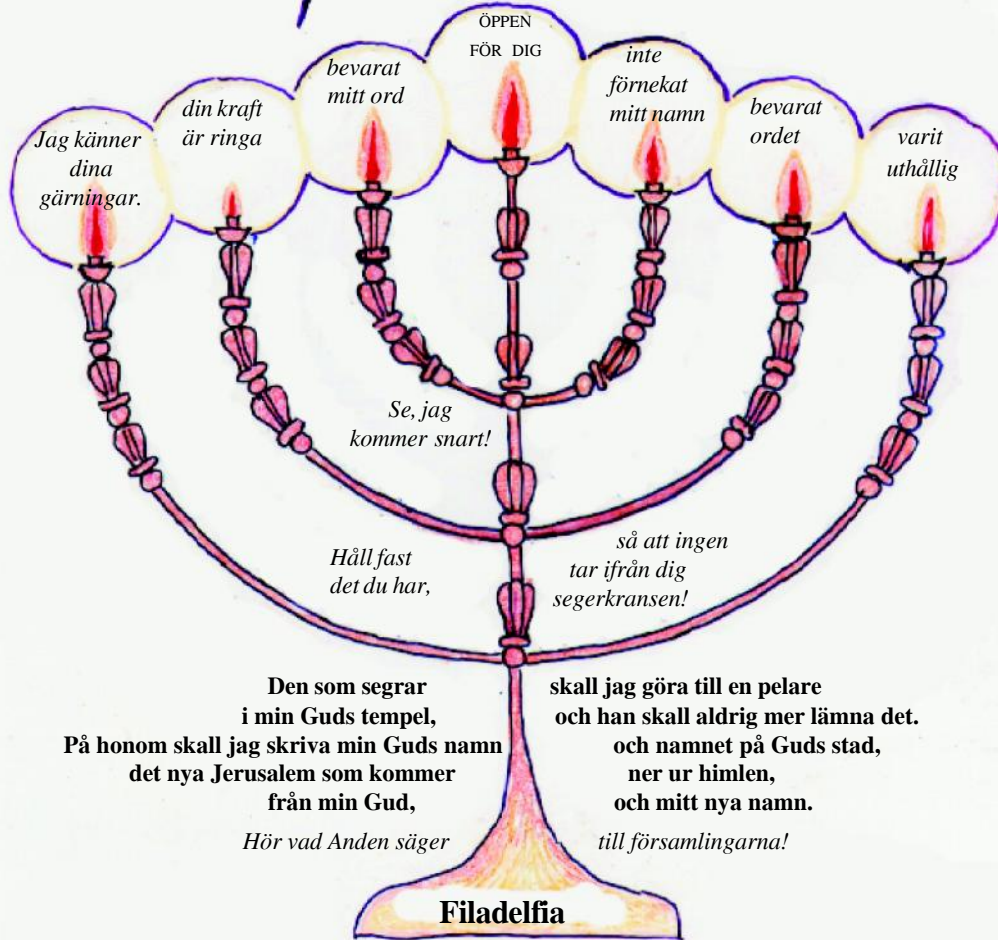 Jag känner
dina
gärningar.
din kraft
är ringa
bevarat
mitt ord
ÖPPEN
FÖR DIG
inte
förnekat
mitt namn
bevarat
ordet
varit
uthållig
Se, jag
kommer snart!
Håll fast
det du har,
så att ingen
tar ifrån dig
segerkransen!
Den som segrar skall jag göra till en pelare
i min Guds tempel, och han skall aldrig mer lämna det.
På honom skall jag skriva min Guds namn och namnet på Guds stad,
det nya Jerusalem som kommer ner ur himlen,
från min Gud, och mitt nya namn.
Hör vad Anden säger till församlingarna!
Filadelfia